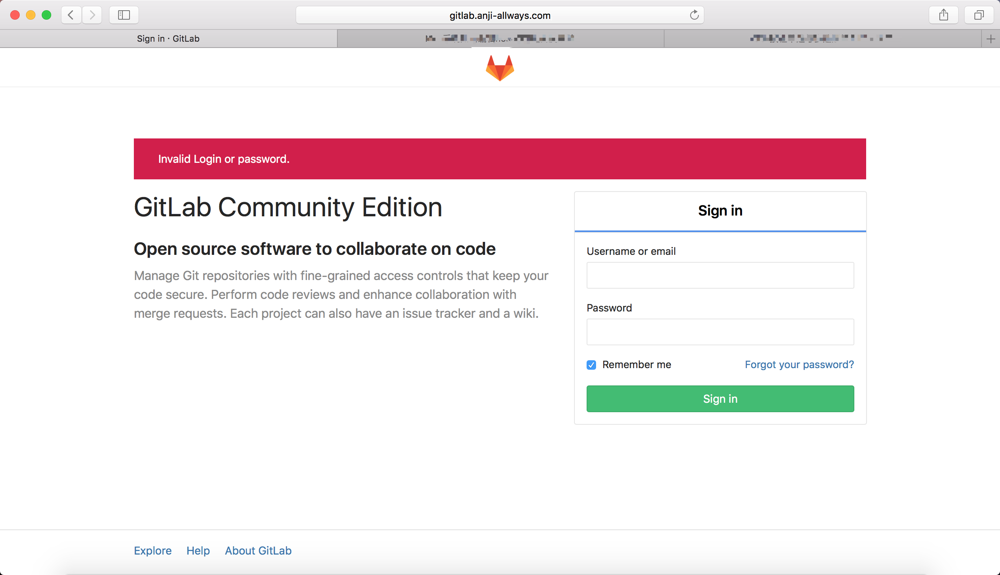 gitlab.anji-allways.com
Sign in · GitLab
Invalid Login or password.
GitLab Community Edition
Open source software to collaborate on code
Manage Git repositories with fine-grained access controls that keep your
code secure. Perform code reviews and enhance collaboration with
merge requests. Each project can also have an issue tracker and a wiki.
Sign in
Username or email
Password
Remember me
Forgot your password?
Sign in
Explore
Help
About GitLab